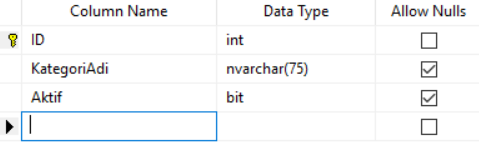 Column Name Data Type Allow Nulls
ID int
KategoriAdi nvarchar(75)
Aktif bit